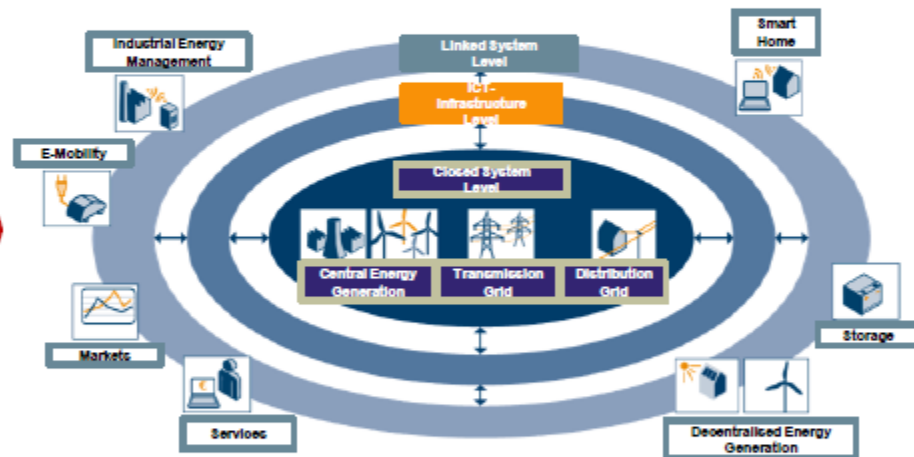 Industrial Energy
Management
Linked System
Level
Smart
Home
ICT-
Infrastructure
Level
E-Mobility
Closed System
Level
Central Energy
Generation
Transmission
Grid
Distribution
Grid
Markets
Storage
Services
Decentralised Energy
Generation